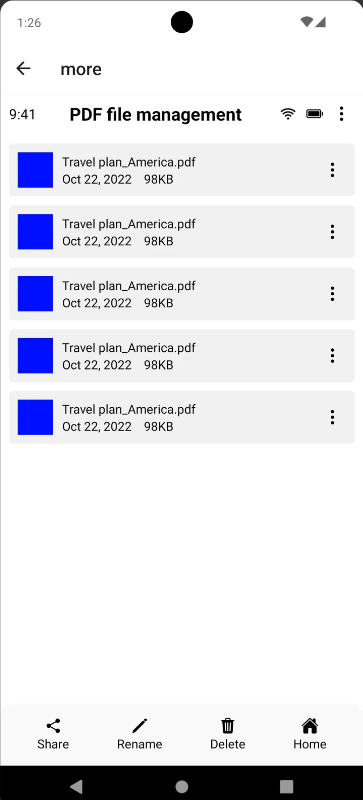 1:26
more
9:41 PDF file management
Travel plan_America.pdf
Oct 22, 2022 98KB
Travel plan_America.pdf
Oct 22, 2022 98KB
Travel plan_America.pdf
Oct 22, 2022 98KB
Travel plan_America.pdf
Oct 22, 2022 98KB
Travel plan_America.pdf
Oct 22, 2022 98KB
Share Rename Delete Home